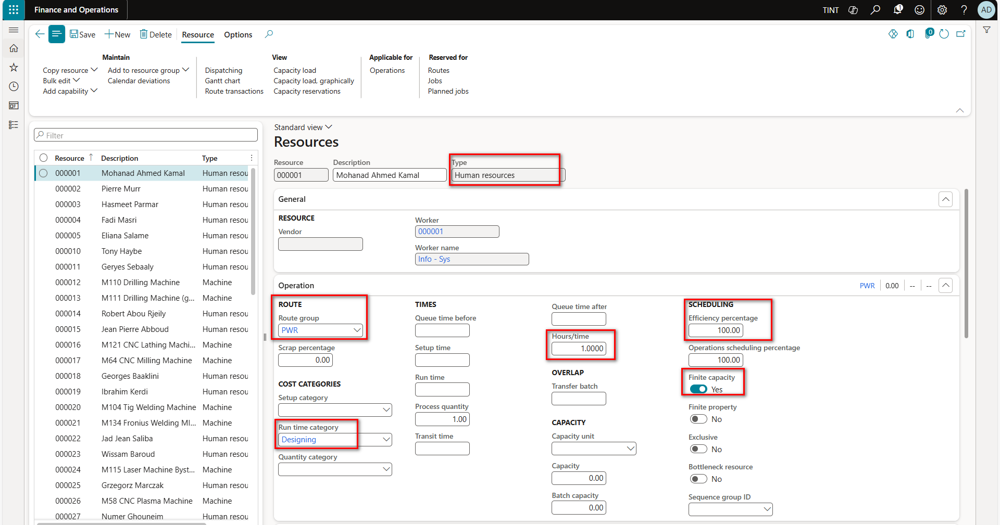 Finance and Operations
TINT
1
?
AD
Save
New
Delete
Resource
Options
0
Maintain
Copy resource
Bulk edit
Add capability
Add to resource group
Calendar deviations
View
Dispatching
Gantt chart
Route transactions
Capacity load
Capacity load, graphically
Capacity reservations
Applicable for
Operations
Reserved for
Routes
Jobs
Planned jobs
Filter
Resource Description Type
000001 Mohanad Ahmed Kamal Human resou
000002 Pierre Murr Human resou
000003 Hasmeet Parmar Human resou
000004 Fadi Masri Human resou
000005 Eliana Salame Human resou
000010 Tony Haybe Human resou
000011 Geryes Sebaaly Human resou
000012 M110 Drilling Machine Machine
000013 M111 Drilling Machine (g... Machine
000014 Robert Abou Rjeily Human resou
000015 Jean Pierre Abboud Human resou
000016 M121 CNC Lathing Machi... Machine
000017 M64 CNC Milling Machine Machine
000018 Georges Baaklini Human resou
000019 Ibrahim Kerdi Human resou
000020 M104 Tig Welding Machine Machine
000021 M134 Fronius Welding MI... Machine
000022 Jad Jean Saliba Human resou
000023 Wissam Baroud Human resou
000024 M115 Laser Machine Byst... Machine
000025 Grzegorz Marczak Human resou
000026 M58 CNC Plasma Machine Machine
000027 Numer Ghouneim Human resou
Standard view
Resources
Resource
000001
Description
Mohanad Ahmed Kamal
Type
Human resources
General
RESOURCE
Vendor
Worker
000001
Worker name
Info - Sys
Operation
PWR 0.00 -- --
ROUTE
Route group
PWR
Scrap percentage
0.00
COST CATEGORIES
Setup category
Run time category
Designing
Quantity category
TIMES
Queue time before
Setup time
Run time
Process quantity
1.00
Transit time
Queue time after
Hours/time
1.0000
OVERLAP
Transfer batch
CAPACITY
Capacity unit
Capacity
0.00
Batch capacity
0.00
SCHEDULING
Efficiency percentage
100.00
Operations scheduling percentage
100.00
Finite capacity
Yes
Finite property
No
Exclusive
No
Bottleneck resource
No
Sequence group ID